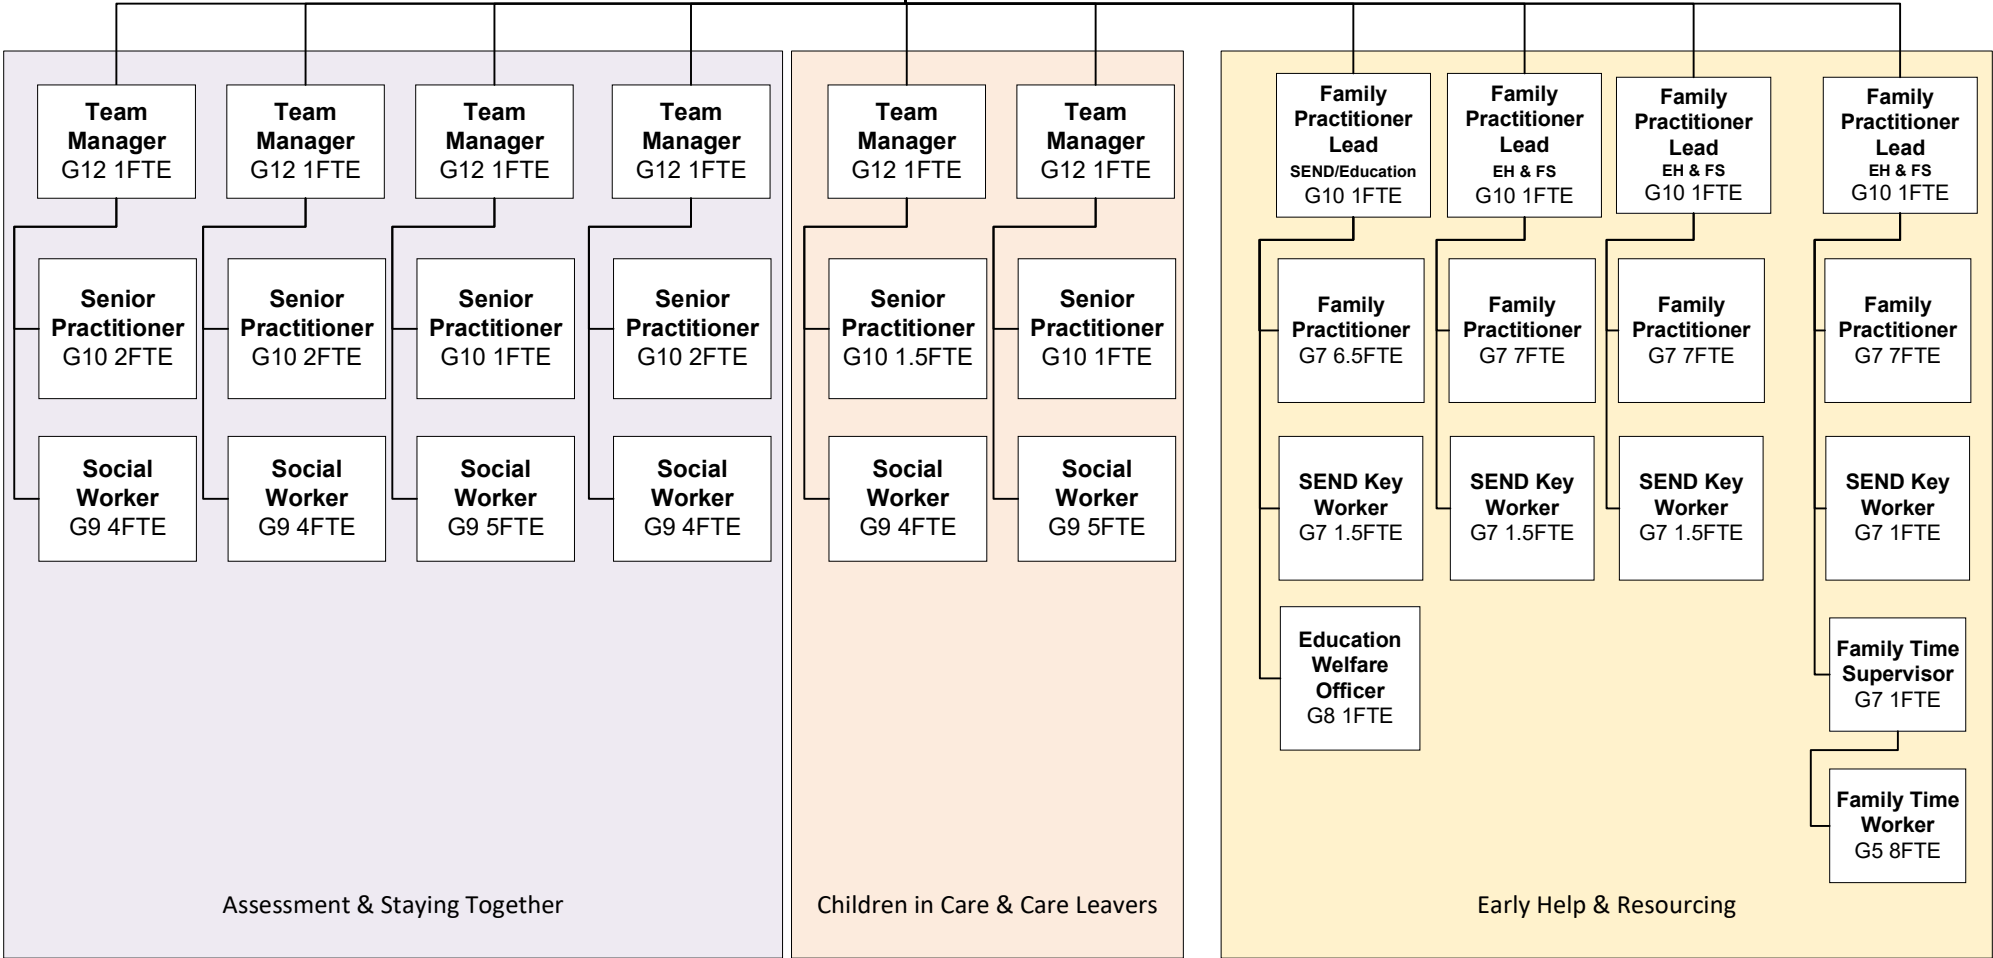 Team
Manager
G12 1FTE
Team
Manager
G12 1FTE
Team
Manager
G12 1FTE
Team
Manager
G12 1FTE
Team
Manager
G12 1FTE
Team
Manager
G12 1FTE
Family
Practitioner
Lead
SEND/Education
G10 1FTE
Family
Practitioner
Lead
EH & FS
G10 1FTE
Family
Practitioner
Lead
EH & FS
G10 1FTE
Family
Practitioner
Lead
EH & FS
G10 1FTE
Senior
Practitioner
G10 2FTE
Senior
Practitioner
G10 2FTE
Senior
Practitioner
G10 1FTE
Senior
Practitioner
G10 2FTE
Senior
Practitioner
G10 1.5FTE
Senior
Practitioner
G10 1FTE
Family
Practitioner
G7 6.5FTE
Family
Practitioner
G7 7FTE
Family
Practitioner
G7 7FTE
Family
Practitioner
G7 7FTE
Social
Worker
G9 4FTE
Social
Worker
G9 4FTE
Social
Worker
G9 5FTE
Social
Worker
G9 4FTE
Social
Worker
G9 4FTE
Social
Worker
G9 5FTE
SEND Key
Worker
G7 1.5FTE
SEND Key
Worker
G7 1.5FTE
SEND Key
Worker
G7 1.5FTE
SEND Key
Worker
G7 1FTE
Education
Welfare
Officer
G8 1FTE
Family Time
Supervisor
G7 1FTE
Family Time
Worker
G5 8FTE
Assessment & Staying Together
Children in Care & Care Leavers
Early Help & Resourcing